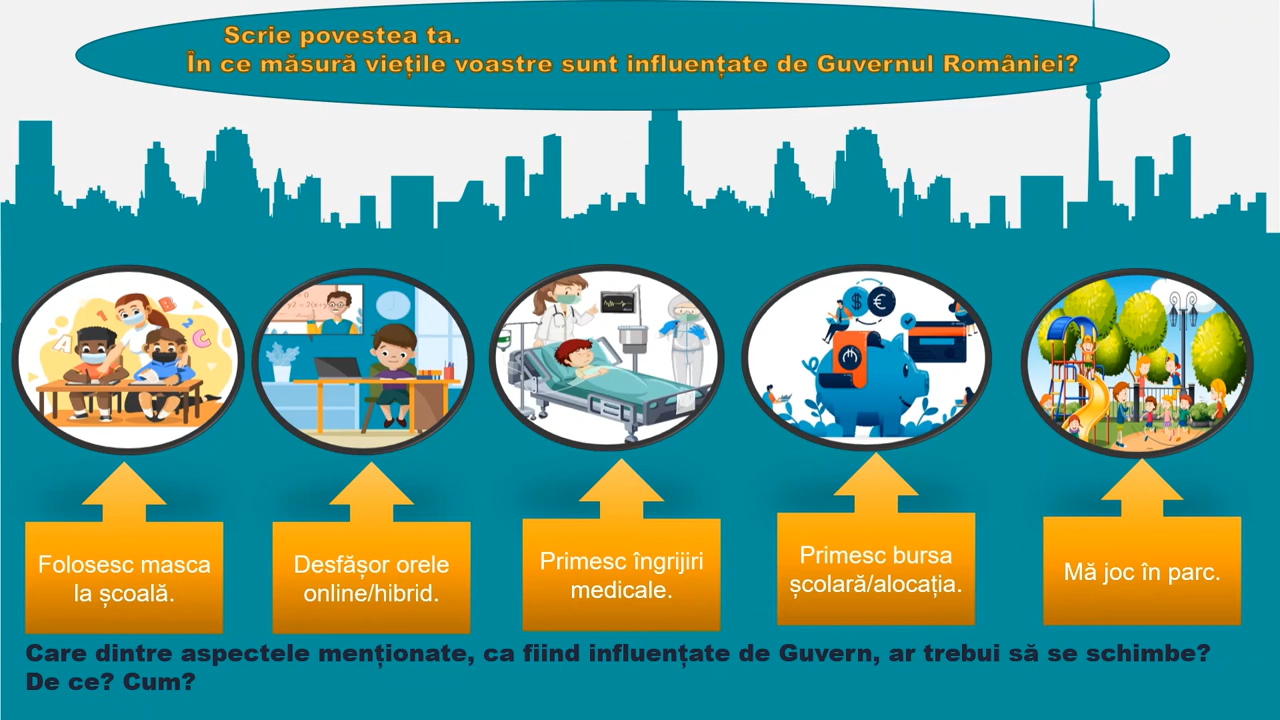 Scrie povestea ta.
În ce măsură viețile voastre sunt influențate de Guvernul României?
Folosesc masca
la școală.
Desfășor orele
online/hibrid.
Primesc îngrijiri
medicale.
Primesc bursa
școlară/alocația.
Mă joc în parc.
Care dintre aspectele menționate, ca fiind influențate de Guvern, ar trebui să se schimbe?
De ce? Cum?